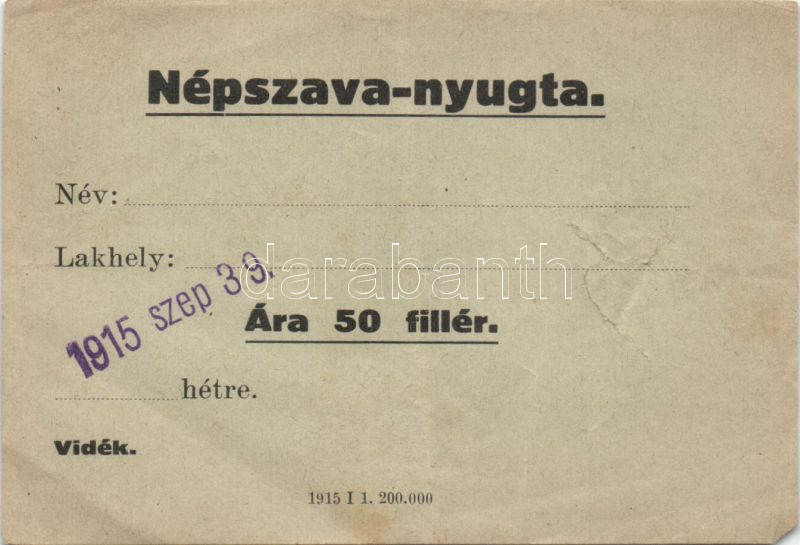 Népszava-nyugta.
Név:
Lakhely:
darabanth
1915 szep 30.
Ára 50 fillér.
hétre.
Vidék.
1915 I 1. 200.000